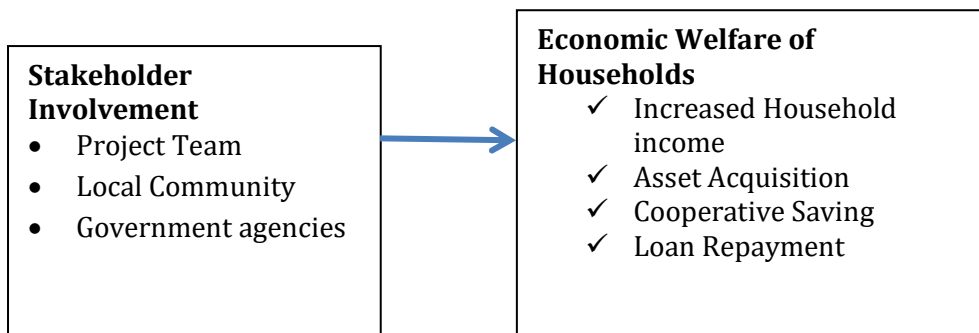 Stakeholder
Involvement
• Project Team
• Local Community
• Government agencies
Economic Welfare of
Households
✓ Increased Household
income
✓ Asset Acquisition
✓ Cooperative Saving
✓ Loan Repayment